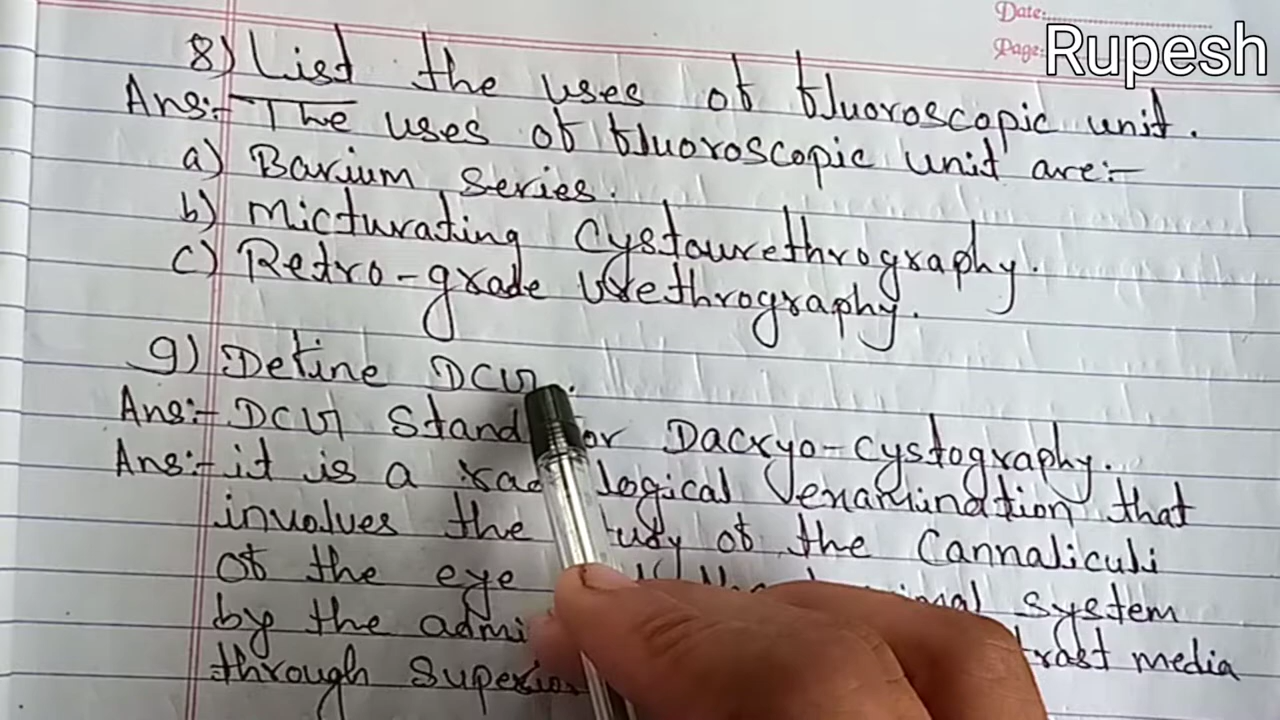 Date:
Page:
Rupesh
8) List the uses of fluoroscopic unit.
Ans:- The uses of fluoroscopic unit are:-
a) Barium series.
b) Micturating Cystourethrography.
c) Retro-grade Urethrography.
9) Define DCG.
Ans:- DCG Stand for Dacryo-cystography.
Ans:- it is a logical examination that
involves the of the Cannaliculi
of the eye system
by the media
through